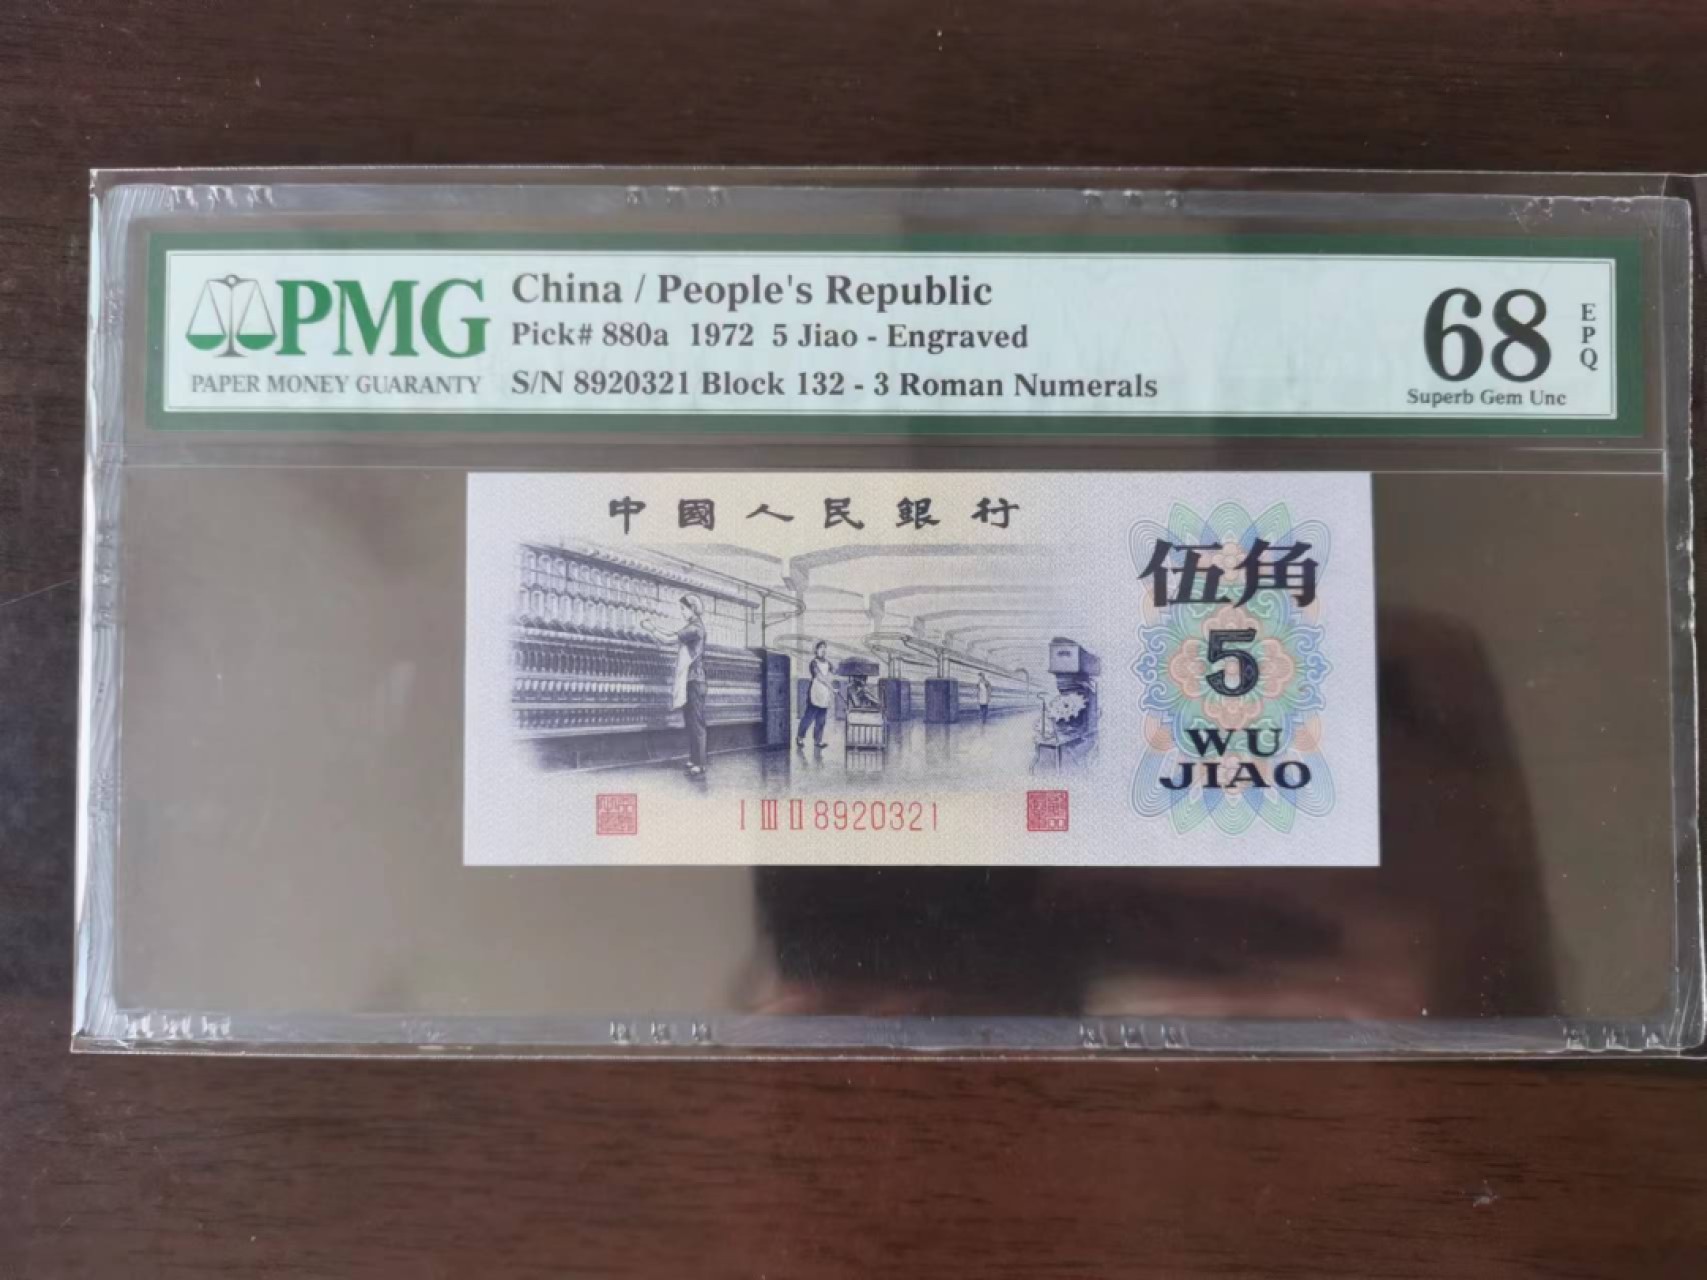 PMG
PAPER MONEY GUARANTY
China / People's Republic
Pick# 880a 1972 5 Jiao - Engraved
S/N 8920321 Block 132 - 3 Roman Numerals
68
EPQ
Superb Gem Unc
中國人民銀行
伍角
5
WU
JIAO
I III II 8920321